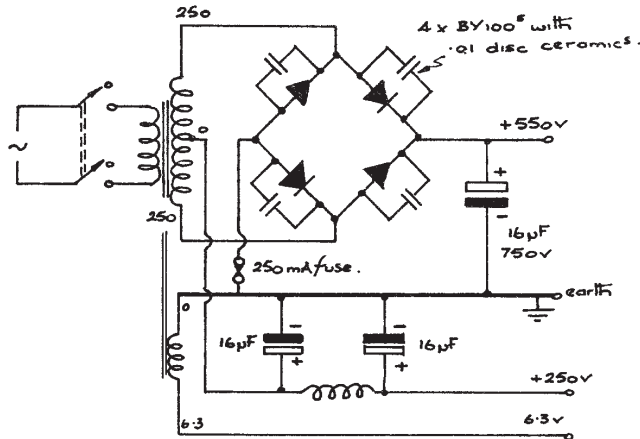 250
4 x BY100s with
.01 disc ceramics.
0
+550v
~
+
-
250
250mA fuse.
16µF
750v
earth
0
-
-
16µF
16µF
+
+
+250v
6.3
6.3v